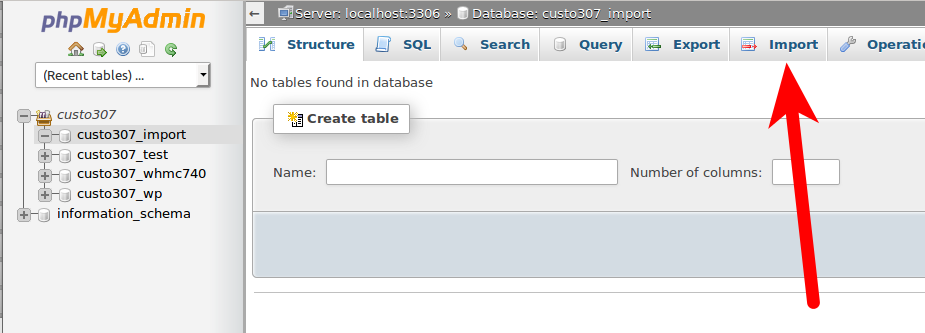 phpMyAdmin
(Recent tables) ...
custo307
custo307_import
custo307_test
custo307_whmc740
custo307_wp
information_schema
Server: localhost:3306 » Database: custo307_import
Structure SQL Search Query Export Import Operati
No tables found in database
Create table
Name: Number of columns: